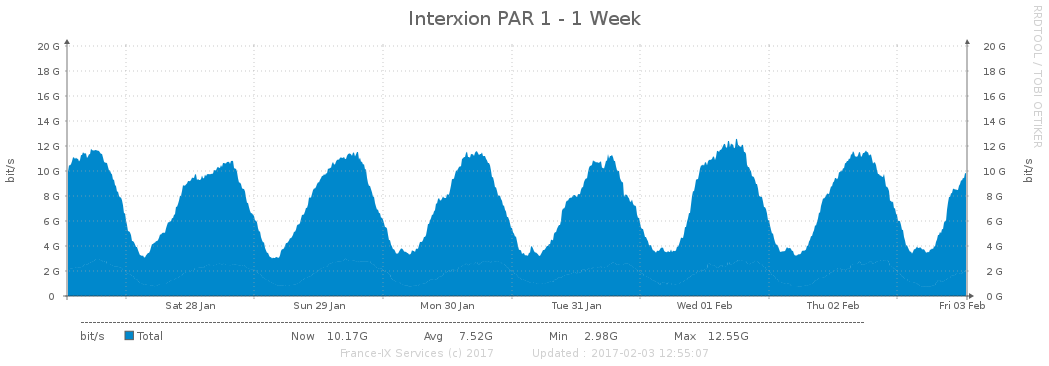 Interxion PAR 1 - 1 Week
RRDTOOL / TOBI OETIKER
bit/s
20 G 20 G
18 G 18 G
16 G 16 G
14 G 14 G
12 G 12 G
10 G 10 G
8 G 8 G
6 G 6 G
4 G 4 G
2 G 2 G
0 0 G
bit/s
Sat 28 Jan Sun 29 Jan Mon 30 Jan Tue 31 Jan Wed 01 Feb Thu 02 Feb Fri 03 Feb
bit/s Total Now 10.17G Avg 7.52G Min 2.98G Max 12.55G
France-IX Services (c) 2017 Updated : 2017-02-03 12:55:07